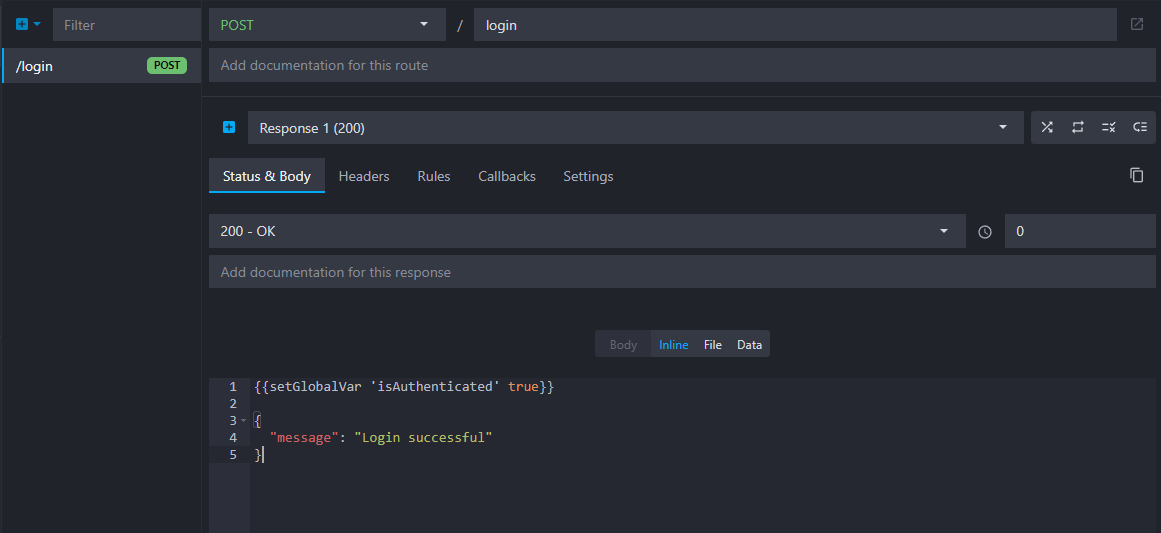 Filter
POST
/
login
/login
POST
Add documentation for this route
Response 1 (200)
Status & Body
Headers
Rules
Callbacks
Settings
200 - OK
0
Add documentation for this response
Body
Inline
File
Data
1 {{setGlobalVar 'isAuthenticated' true}}
2
3 {
4 "message": "Login successful"
5 }